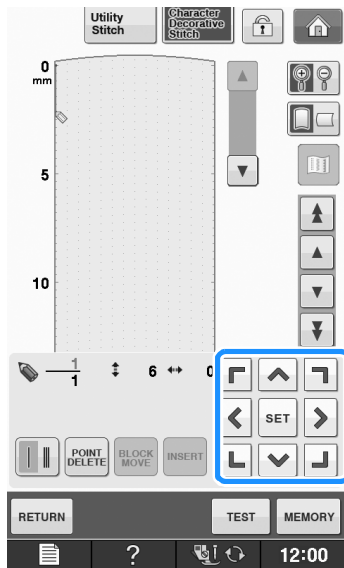 Utility
Stitch
Character
Decorative
Stitch
0
mm
5
10
1
1
6
0
SET
POINT
DELETE
BLOCK
MOVE
INSERT
RETURN
TEST
MEMORY
?
12:00